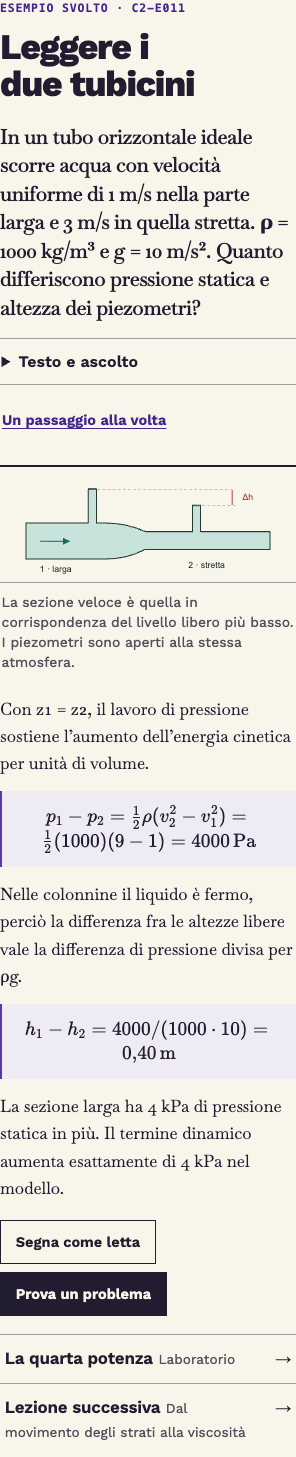 ESEMPIO SVOLTO · C2–E011
Leggere i
due tubicini
In un tubo orizzontale ideale
scorre acqua con velocità
uniforme di 1 m/s nella parte
larga e 3 m/s in quella stretta. ρ =
1000 kg/m³ e g = 10 m/s². Quanto
differiscono pressione statica e
altezza dei piezometri?
▶ Testo e ascolto
Un passaggio alla volta
Δh
1 · larga
2 · stretta
La sezione veloce è quella in
corrispondenza del livello libero più basso.
I piezometri sono aperti alla stessa
atmosfera.
Con z1 = z2, il lavoro di pressione
sostiene l’aumento dell’energia cinetica
per unità di volume.
p₁ − p₂ = ½ρ(v₂² − v₁²) =
½(1000)(9 − 1) = 4000 Pa
Nelle colonnine il liquido è fermo,
perciò la differenza fra le altezze libere
vale la differenza di pressione divisa per
ρg.
h₁ − h₂ = 4000/(1000 · 10) =
0,40 m
La sezione larga ha 4 kPa di pressione
statica in più. Il termine dinamico
aumenta esattamente di 4 kPa nel
modello.
Segna come letta
Prova un problema
La quarta potenza Laboratorio →
Lezione successiva Dal →
movimento degli strati alla viscosità